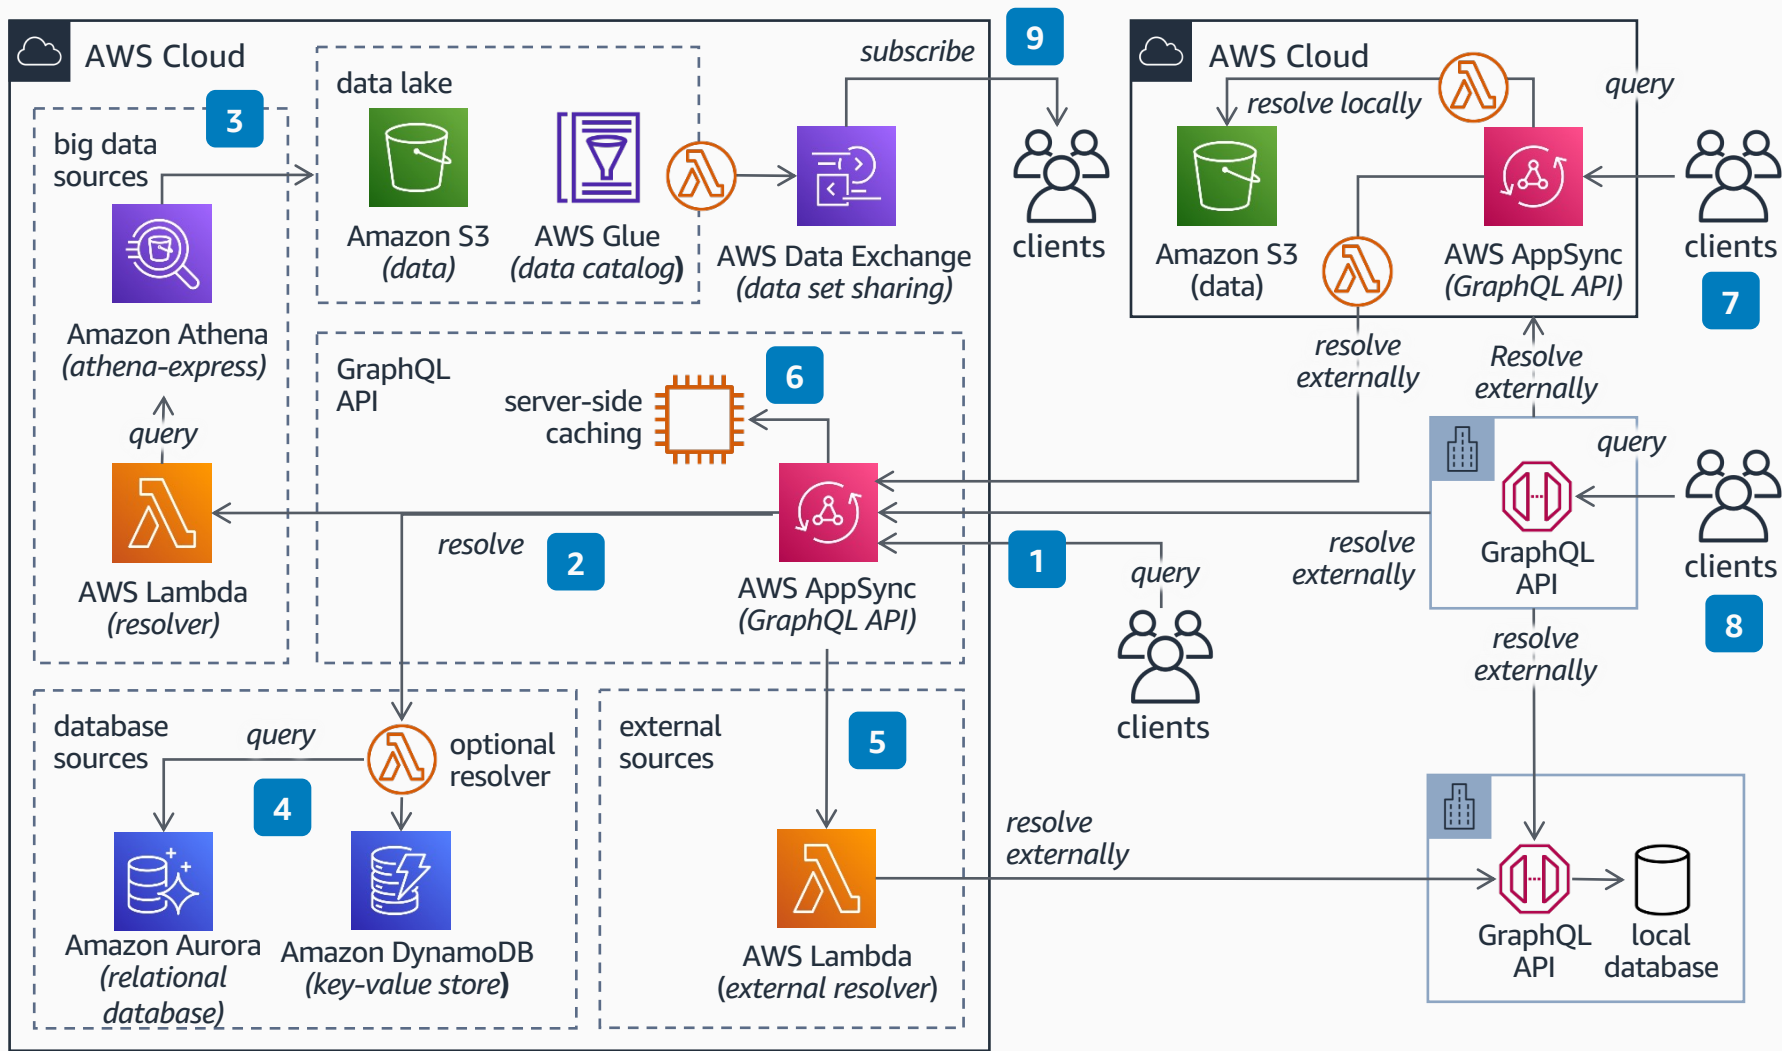 AWS Cloud
3
big data
sources
Amazon Athena
(athena-express)
query
AWS Lambda
(resolver)
data lake
Amazon S3
(data)
AWS Glue
(data catalog)
AWS Data Exchange
(data set sharing)
subscribe
9
clients
GraphQL
API
server-side
caching
6
AWS AppSync
(GraphQL API)
resolve
2
1
query
clients
database
sources
query
optional
resolver
4
Amazon Aurora
(relational
database)
Amazon DynamoDB
(key-value store)
external
sources
5
AWS Lambda
(external resolver)
resolve
externally
AWS Cloud
resolve locally
Amazon S3
(data)
AWS AppSync
(GraphQL API)
query
clients
7
resolve
externally
Resolve
externally
query
GraphQL
API
clients
8
resolve
externally
resolve
externally
GraphQL
API
local
database